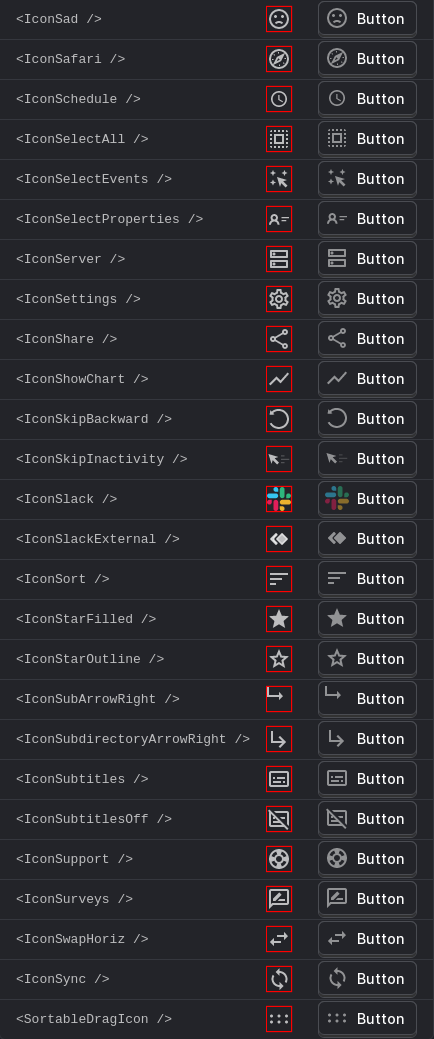 <IconSad /> Button
<IconSafari /> Button
<IconSchedule /> Button
<IconSelectAll /> Button
<IconSelectEvents /> Button
<IconSelectProperties /> Button
<IconServer /> Button
<IconSettings /> Button
<IconShare /> Button
<IconShowChart /> Button
<IconSkipBackward /> Button
<IconSkipInactivity /> Button
<IconSlack /> Button
<IconSlackExternal /> Button
<IconSort /> Button
<IconStarFilled /> Button
<IconStarOutline /> Button
<IconSubArrowRight /> Button
<IconSubdirectoryArrowRight /> Button
<IconSubtitles /> Button
<IconSubtitlesOff /> Button
<IconSupport /> Button
<IconSurveys /> Button
<IconSwapHoriz /> Button
<IconSync /> Button
<SortableDragIcon /> Button